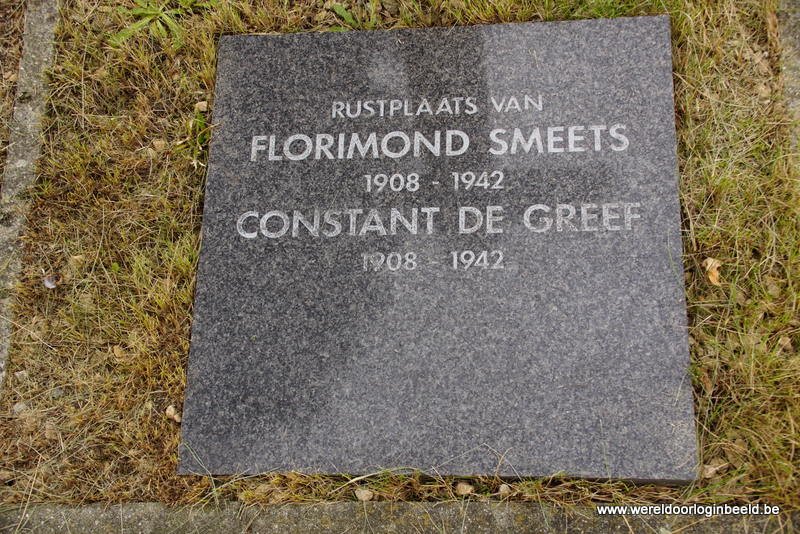 RUSTPLAATS VAN
FLORIMOND SMEETS
1908 - 1942
CONSTANT DE GREEF
1908 - 1942
www.wereldoorloginbeeld.be